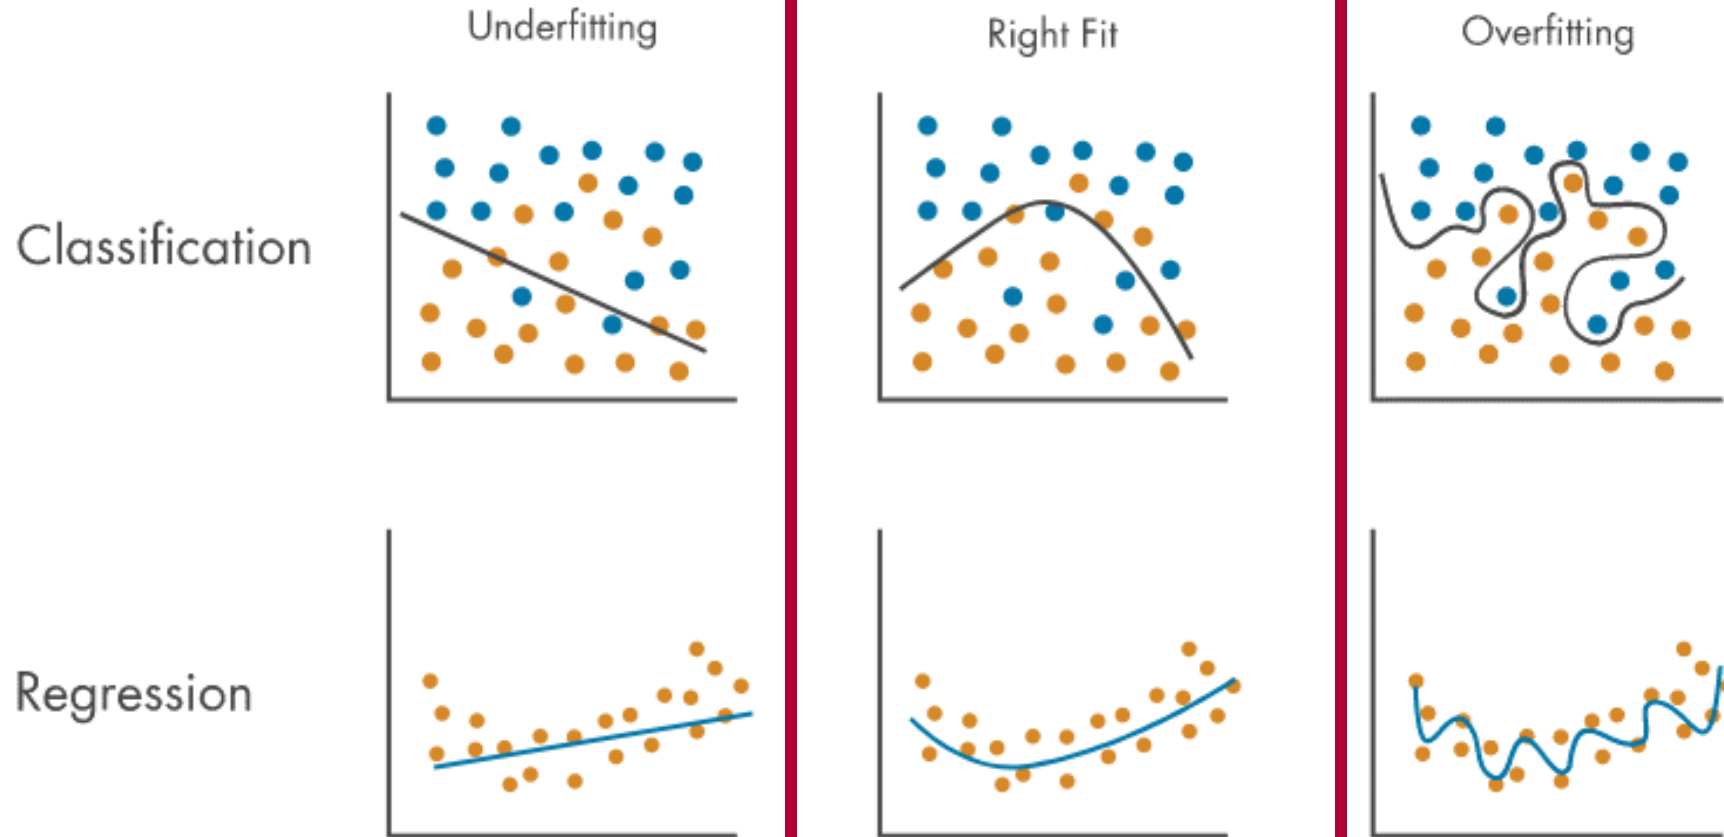 Underfitting
Right Fit
Overfitting
Classification
Regression